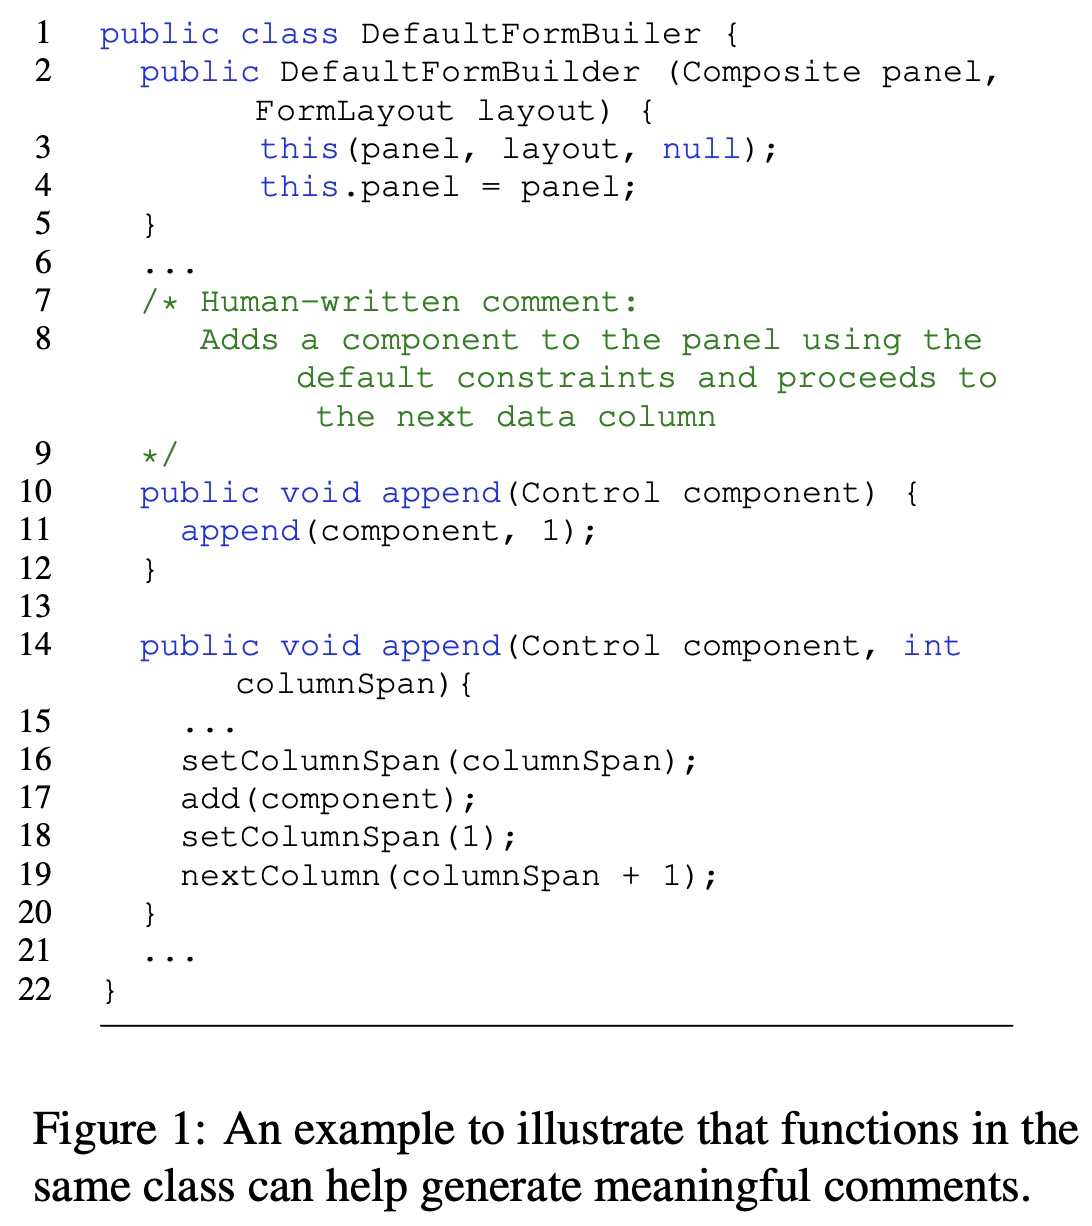 1 public class DefaultFormBuiler {
2 public DefaultFormBuilder (Composite panel,
FormLayout layout) {
3 this(panel, layout, null);
4 this.panel = panel;
5 }
6 ...
7 /* Human-written comment:
8 Adds a component to the panel using the
default constraints and proceeds to
the next data column
9 */
10 public void append(Control component) {
11 append(component, 1);
12 }
13
14 public void append(Control component, int
columnSpan){
15 ...
16 setColumnSpan(columnSpan);
17 add(component);
18 setColumnSpan(1);
19 nextColumn(columnSpan + 1);
20 }
21 ...
22 }
Figure 1: An example to illustrate that functions in the
same class can help generate meaningful comments.